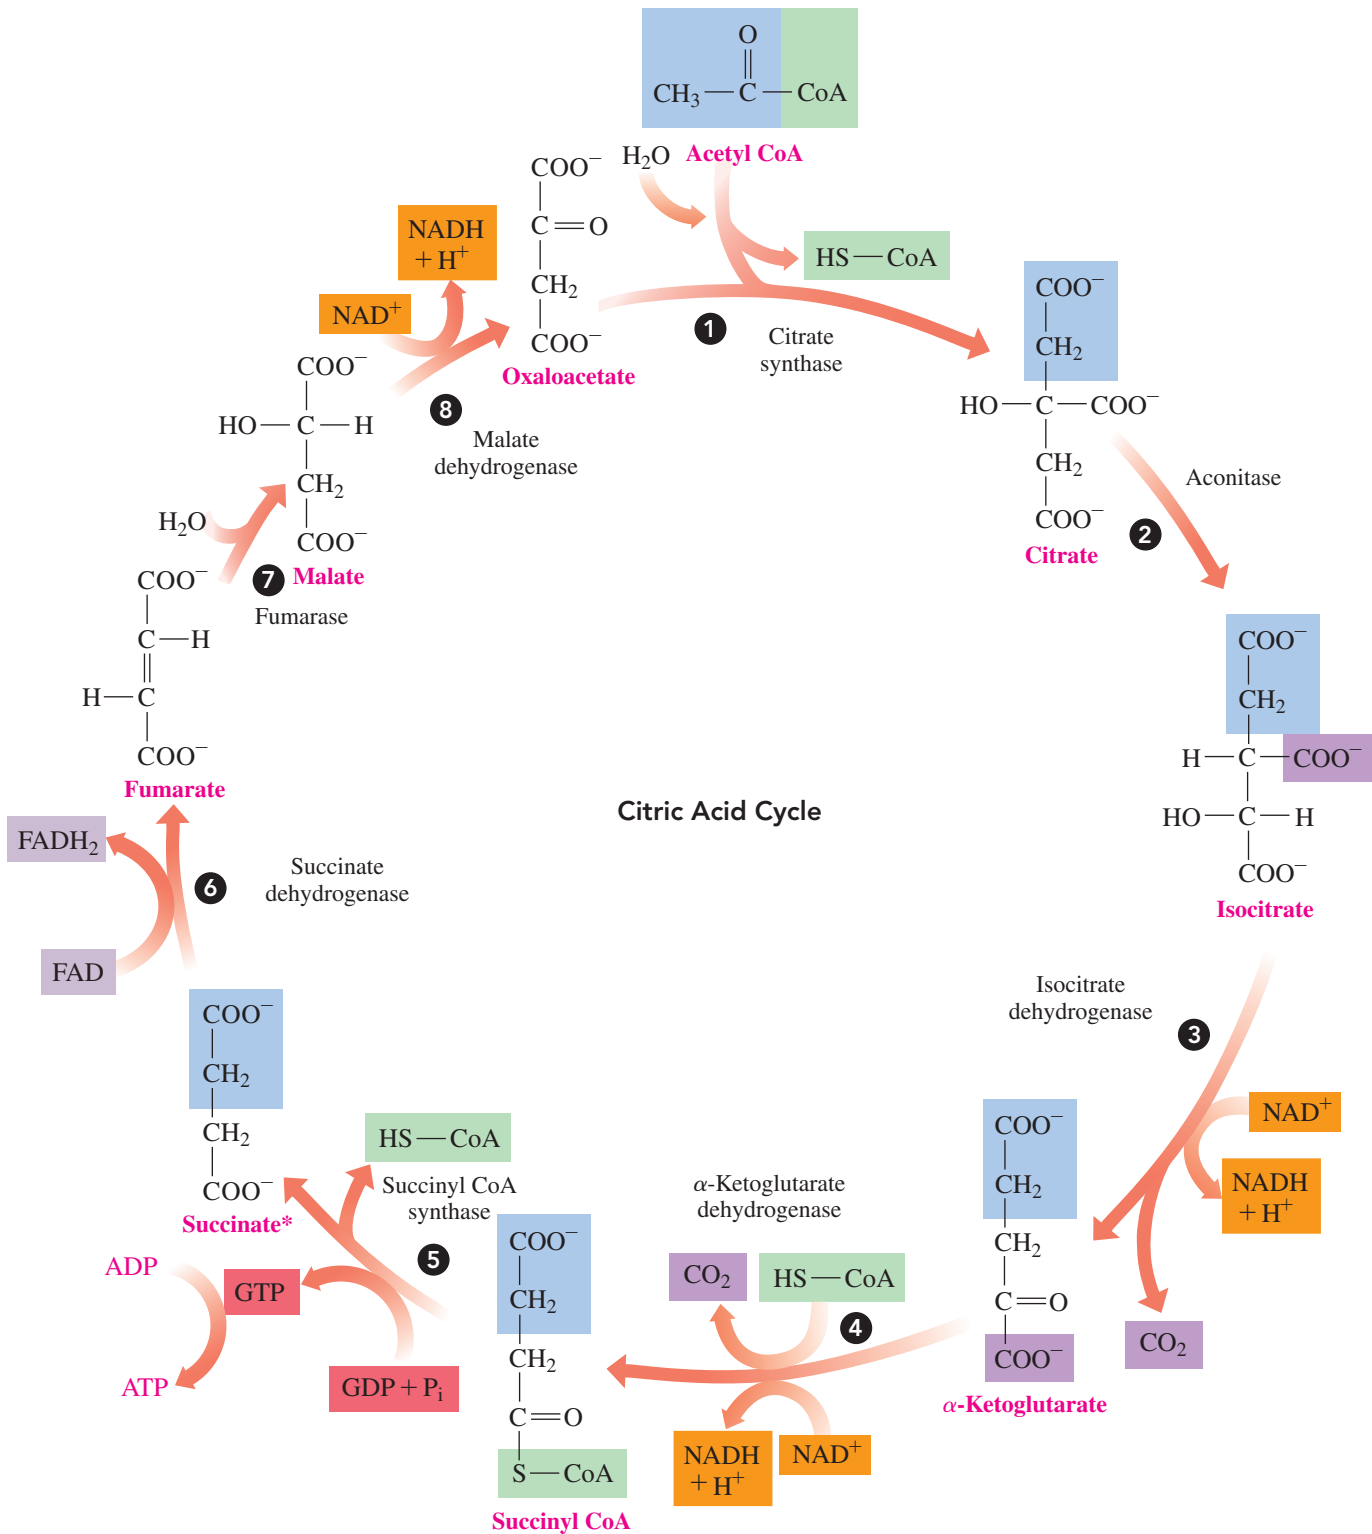 O
CH₃—C—CoA
Acetyl CoA
H₂O
HS—CoA
COO⁻
C=O
CH₂
COO⁻
Oxaloacetate
1
Citrate
synthase
COO⁻
CH₂
HO—C—COO⁻
CH₂
COO⁻
Citrate
2
Aconitase
COO⁻
CH₂
H—C—COO⁻
HO—C—H
COO⁻
Isocitrate
Citric Acid Cycle
Isocitrate
dehydrogenase
3
NAD⁺
NADH
+ H⁺
CO₂
COO⁻
CH₂
CH₂
C=O
COO⁻
α-Ketoglutarate
α-Ketoglutarate
dehydrogenase
4
CO₂
HS—CoA
NADH
+ H⁺
NAD⁺
COO⁻
CH₂
CH₂
C=O
S—CoA
Succinyl CoA
5
Succinyl CoA
synthase
HS—CoA
GDP + Pᵢ
GTP
ADP
ATP
COO⁻
CH₂
CH₂
COO⁻
Succinate*
6
Succinate
dehydrogenase
FAD
FADH₂
COO⁻
C—H
H—C
COO⁻
Fumarate
7
Fumarase
H₂O
COO⁻
HO—C—H
CH₂
COO⁻
Malate
8
Malate
dehydrogenase
NAD⁺
NADH
+ H⁺